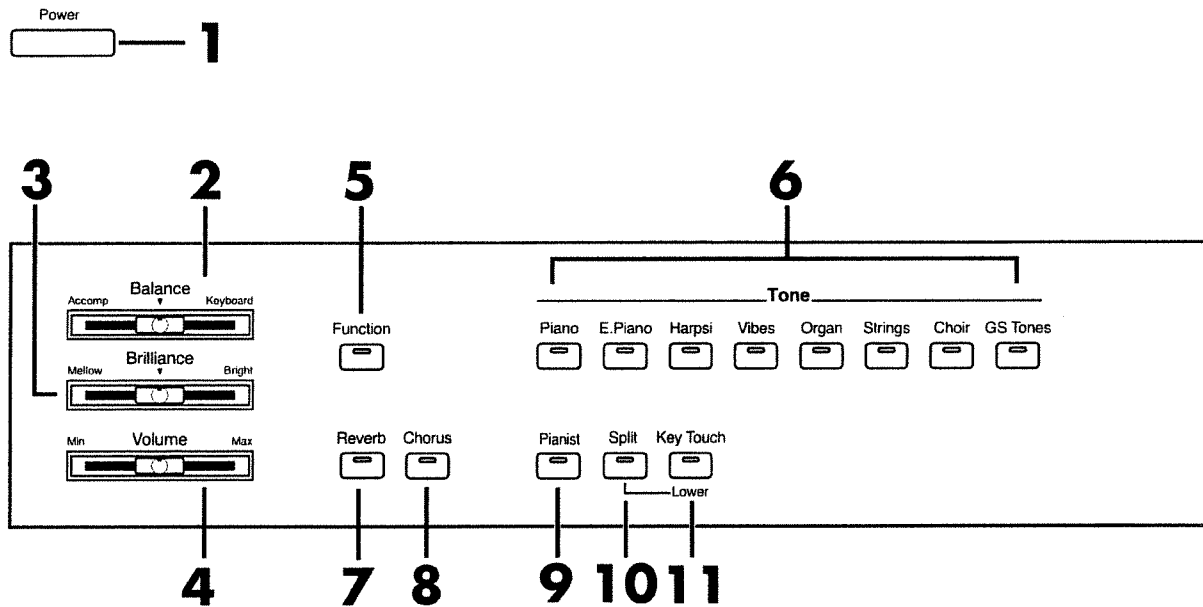 Power
1
3 2 5 6
Balance
Accomp Keyboard
Tone
Function Piano E.Piano Harpsi Vibes Organ Strings Choir GS Tones
Brilliance
Mellow Bright
Min Volume Max Reverb Chorus Pianist Split Key Touch
Lower
4 7 8 9 10 11